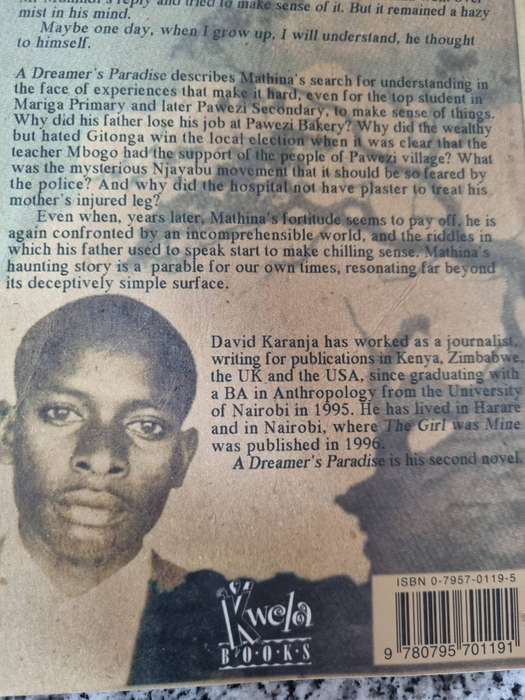 reply and tried to make sense of it. But it remained a hazy
mist in his mind.
Maybe one day, when I grow up, I will understand, he thought
to himself.
A Dreamer's Paradise describes Mathina's search for understanding in
the face of experiences that make it hard, even for the top student in
Mariga Primary and later Pawezi Secondary, to make sense of things.
Why did his father lose his job at Pawezi Bakery? Why did the wealthy
but hated Gitonga win the local election when it was clear that the
teacher Mbogo had the support of the people of Pawezi village? What
was the mysterious Njayabu movement that it should be so feared by
the police? And why did the hospital not have plaster to treat his
mother's injured leg?
Even when, years later, Mathina's fortitude seems to pay off, he is
again confronted by an incomprehensible world, and the riddles in
which his father used to speak start to make chilling sense. Mathina's
haunting story is a parable for our own times, resonating far beyond
its deceptively simple surface.
David Karanja has worked as a journalist,
writing for publications in Kenya, Zimbabwe,
the UK and the USA, since graduating with
a BA in Anthropology from the University
of Nairobi in 1995. He has lived in Harare
and in Nairobi, where The Girl was Mine
was published in 1996.
A Dreamer's Paradise is his second novel.
Kwela
B·O·O·K·S
ISBN 0-7957-0119-5
9 780795 701191